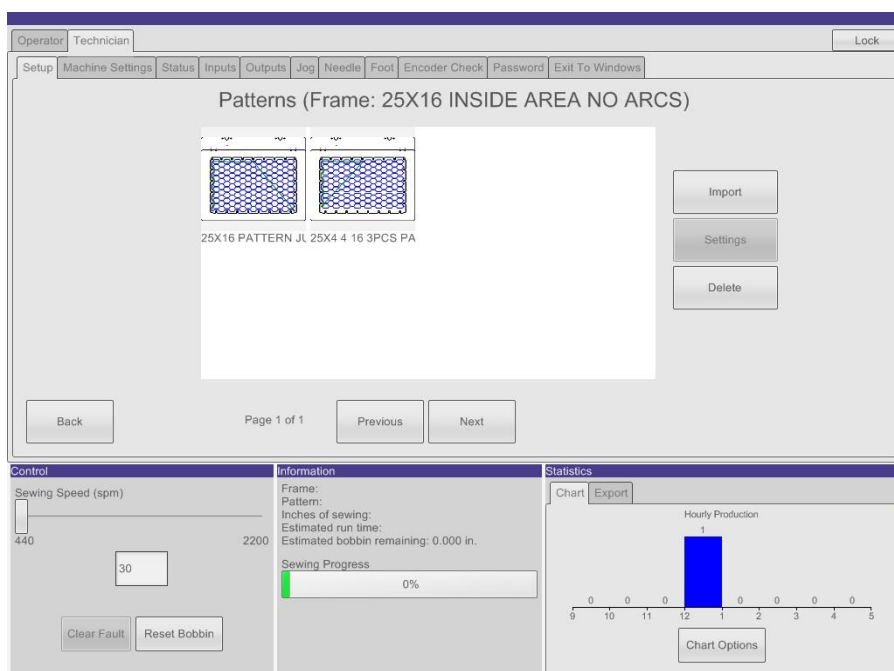 Operator Technician Lock
Setup Machine Settings Status Inputs Outputs Jog Needle Foot Encoder Check Password Exit To Windows
Patterns (Frame: 25X16 INSIDE AREA NO ARCS)
25X16 PATTERN JU 25X4 4 16 3PCS PA
Import
Settings
Delete
Back Page 1 of 1 Previous Next
Control
Sewing Speed (spm)
440 2200
30
Clear Fault Reset Bobbin
Information
Frame:
Pattern:
Inches of sewing:
Estimated run time:
Estimated bobbin remaining: 0.000 in.
Sewing Progress
0%
Statistics
Chart Export
Hourly Production
1
0 0 0 0 0 0 0
9 10 11 12 1 2 3 4 5
Chart Options